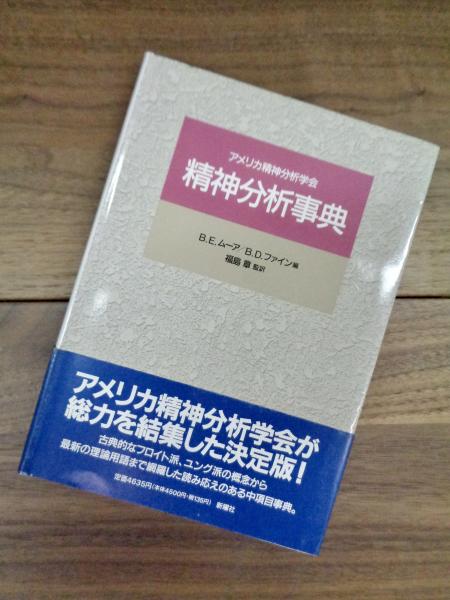 アメリカ精神分析学会
精神分析事典
B.E.ムーア/B.D.ファイン編
福島 章 監訳
アメリカ精神分析学会が
総力を結集した決定版!
古典的なフロイト派、ユング派の概念から
最新の理論用語まで網羅した読み応えのある中項目事典。
定価4635円(本体4500円・税135円) 新曜社